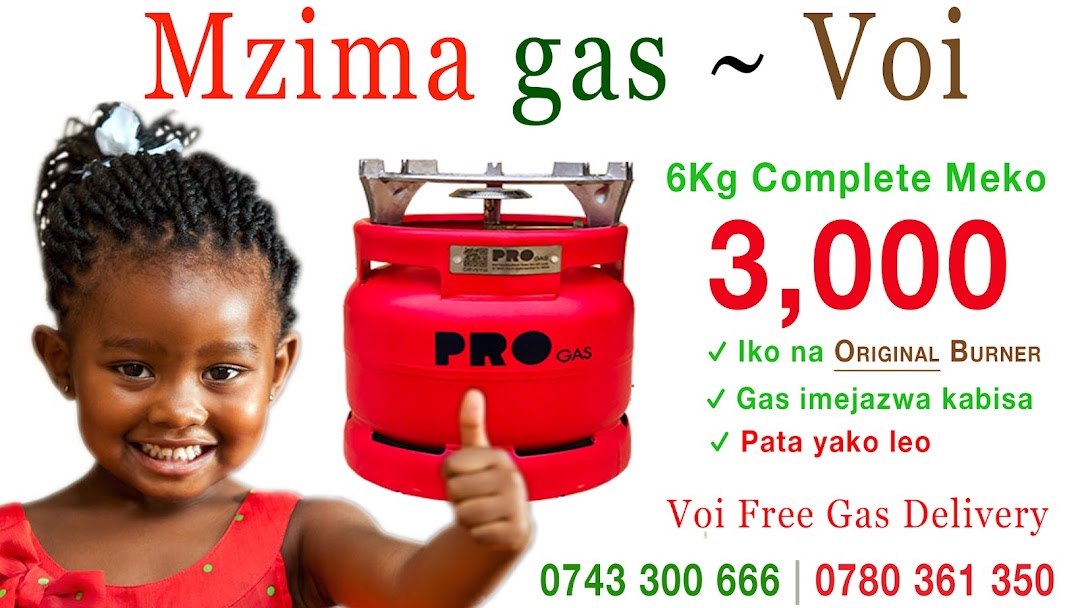 Mzima gas ~ Voi
6Kg Complete Meko
3,000
✓ Iko na ORIGINAL BURNER
✓ Gas imejazwa kabisa
✓ Pata yako leo
Voi Free Gas Delivery
0743 300 666 | 0780 361 350
PRO GAS
PRO GAS